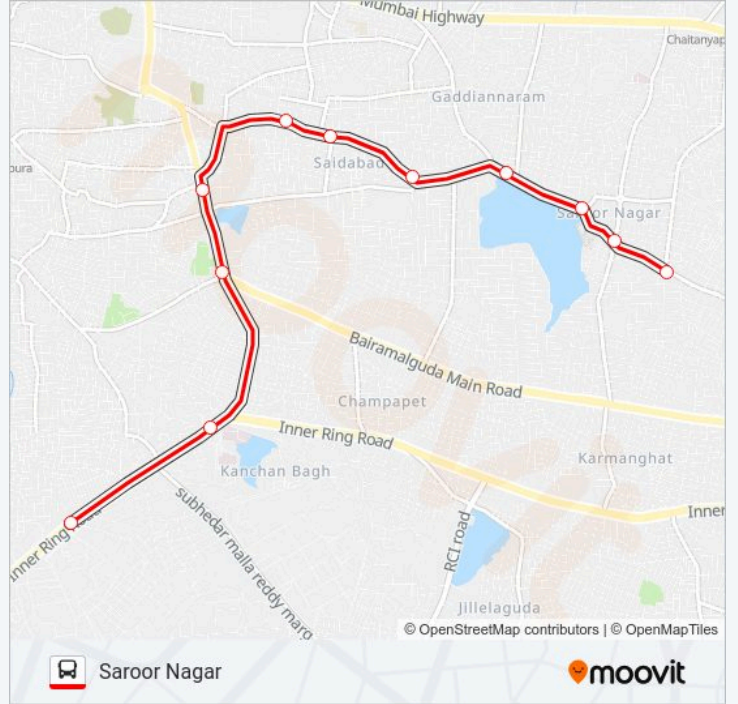 Mumbai Highway
Chaitanyap
Gaddiannaram
Saidabad
pura
Saroor Nagar
Bairamalguda Main Road
Champapet
Inner Ring Road
Karmanghat
Kanchan Bagh
Inner
Inner Ring Road
subhedar malla reddy marg
RCI road
Jillelaguda
© OpenStreetMap contributors | © OpenMapTiles
Saroor Nagar
moovit